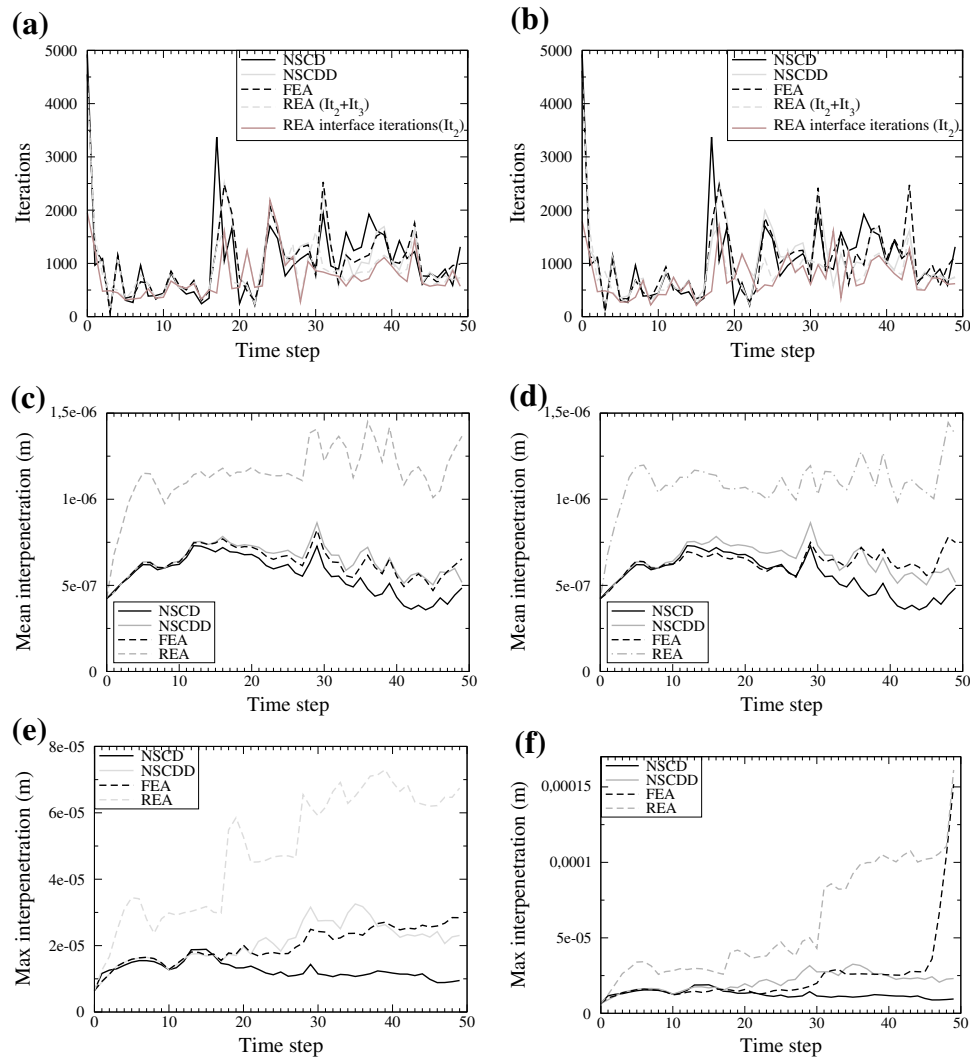 (a)
5000
4000
3000
2000
1000
0
Iterations
NSCD
NSCDD
FEA
REA (It2+It3)
REA interface iterations(It2)
0 10 20 30 40 50
Time step
(b)
5000
4000
3000
2000
1000
0
Iterations
NSCD
NSCDD
FEA
REA (It2+It3)
REA interface iterations (It2)
0 10 20 30 40 50
Time step
(c)
1,5e-06
1e-06
5e-07
0
Mean interpenetration (m)
NSCD
NSCDD
FEA
REA
0 10 20 30 40 50
Time step
(d)
1,5e-06
1e-06
5e-07
0
Mean interpenetration (m)
NSCD
NSCDD
FEA
REA
0 10 20 30 40 50
Time step
(e)
8e-05
6e-05
4e-05
2e-05
0
Max interpenetration (m)
NSCD
NSCDD
FEA
REA
0 10 20 30 40 50
Time step
(f)
0,00015
0,0001
5e-05
0
Max interpenetration (m)
NSCD
NSCDD
FEA
REA
0 10 20 30 40 50
Time step